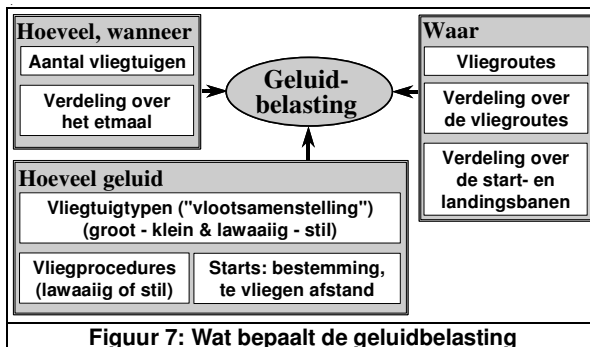 Hoeveel, wanneer
Aantal vliegtuigen
Verdeling over
het etmaal
Geluid-
belasting
Waar
Vliegroutes
Verdeling over
de vliegroutes
Verdeling over
de start- en
landingsbanen
Hoeveel geluid
Vliegtuigtypen ("vlootsamenstelling")
(groot - klein & lawaaiig - stil)
Vliegprocedures
(lawaaiig of stil)
Starts: bestemming,
te vliegen afstand
Figuur 7: Wat bepaalt de geluidbelasting